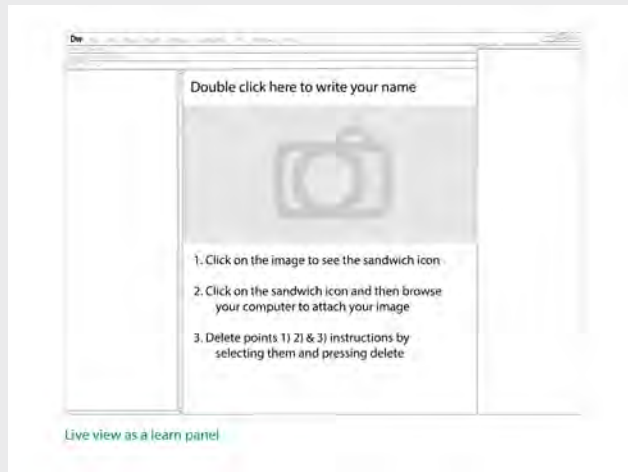 Dw
Double click here to write your name
1. Click on the image to see the sandwich icon
2. Click on the sandwich icon and then browse
your computer to attach your image
3. Delete points 1) 2) & 3) instructions by
selecting them and pressing delete
Live view as a learn panel